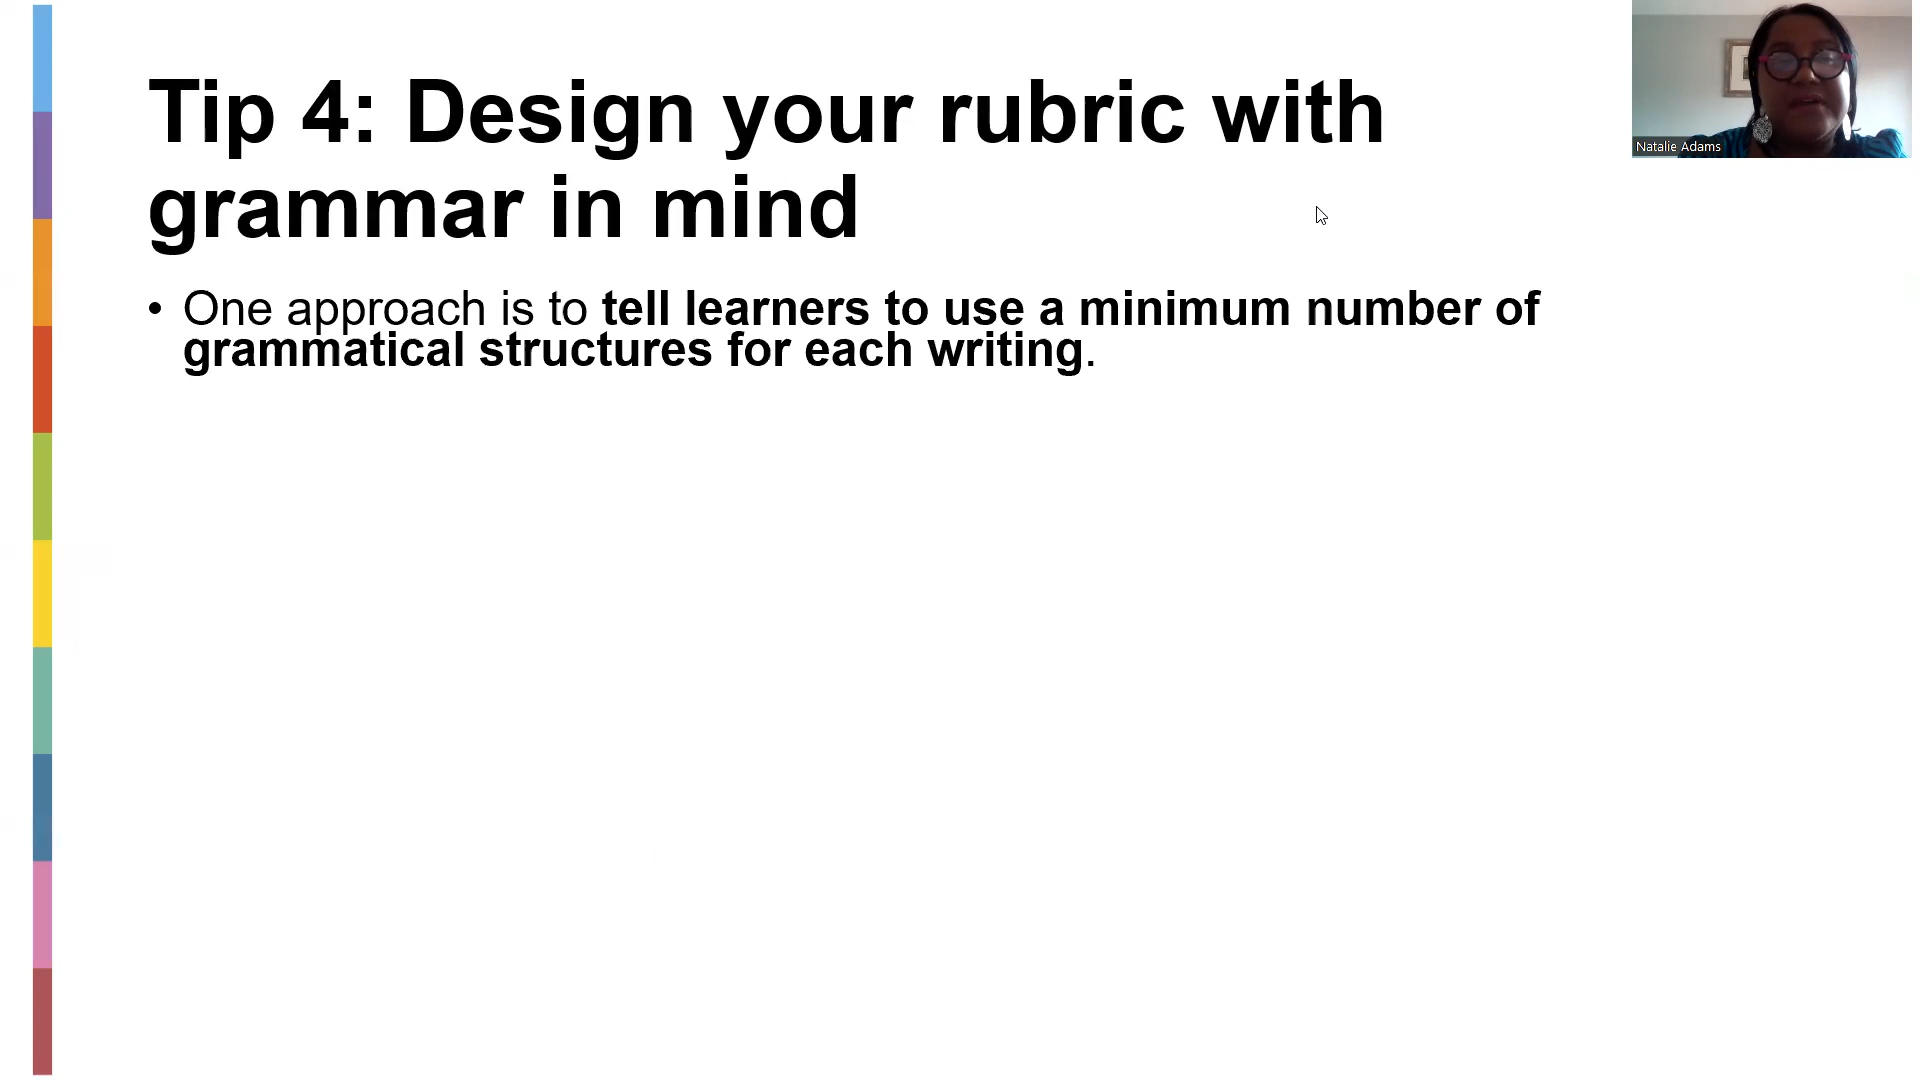 Tip 4: Design your rubric with
grammar in mind
• One approach is to tell learners to use a minimum number of
grammatical structures for each writing.
Natalie Adams